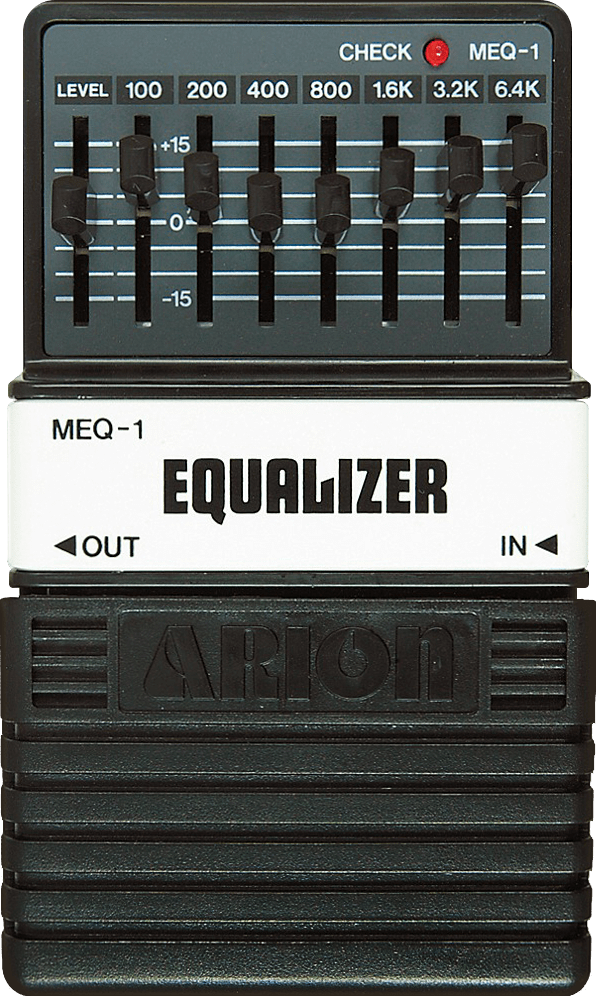 CHECK MEQ-1
LEVEL 100 200 400 800 1.6K 3.2K 6.4K
+15
0
-15
MEQ-1
EQUALIZER
◀OUT IN◀
ARION